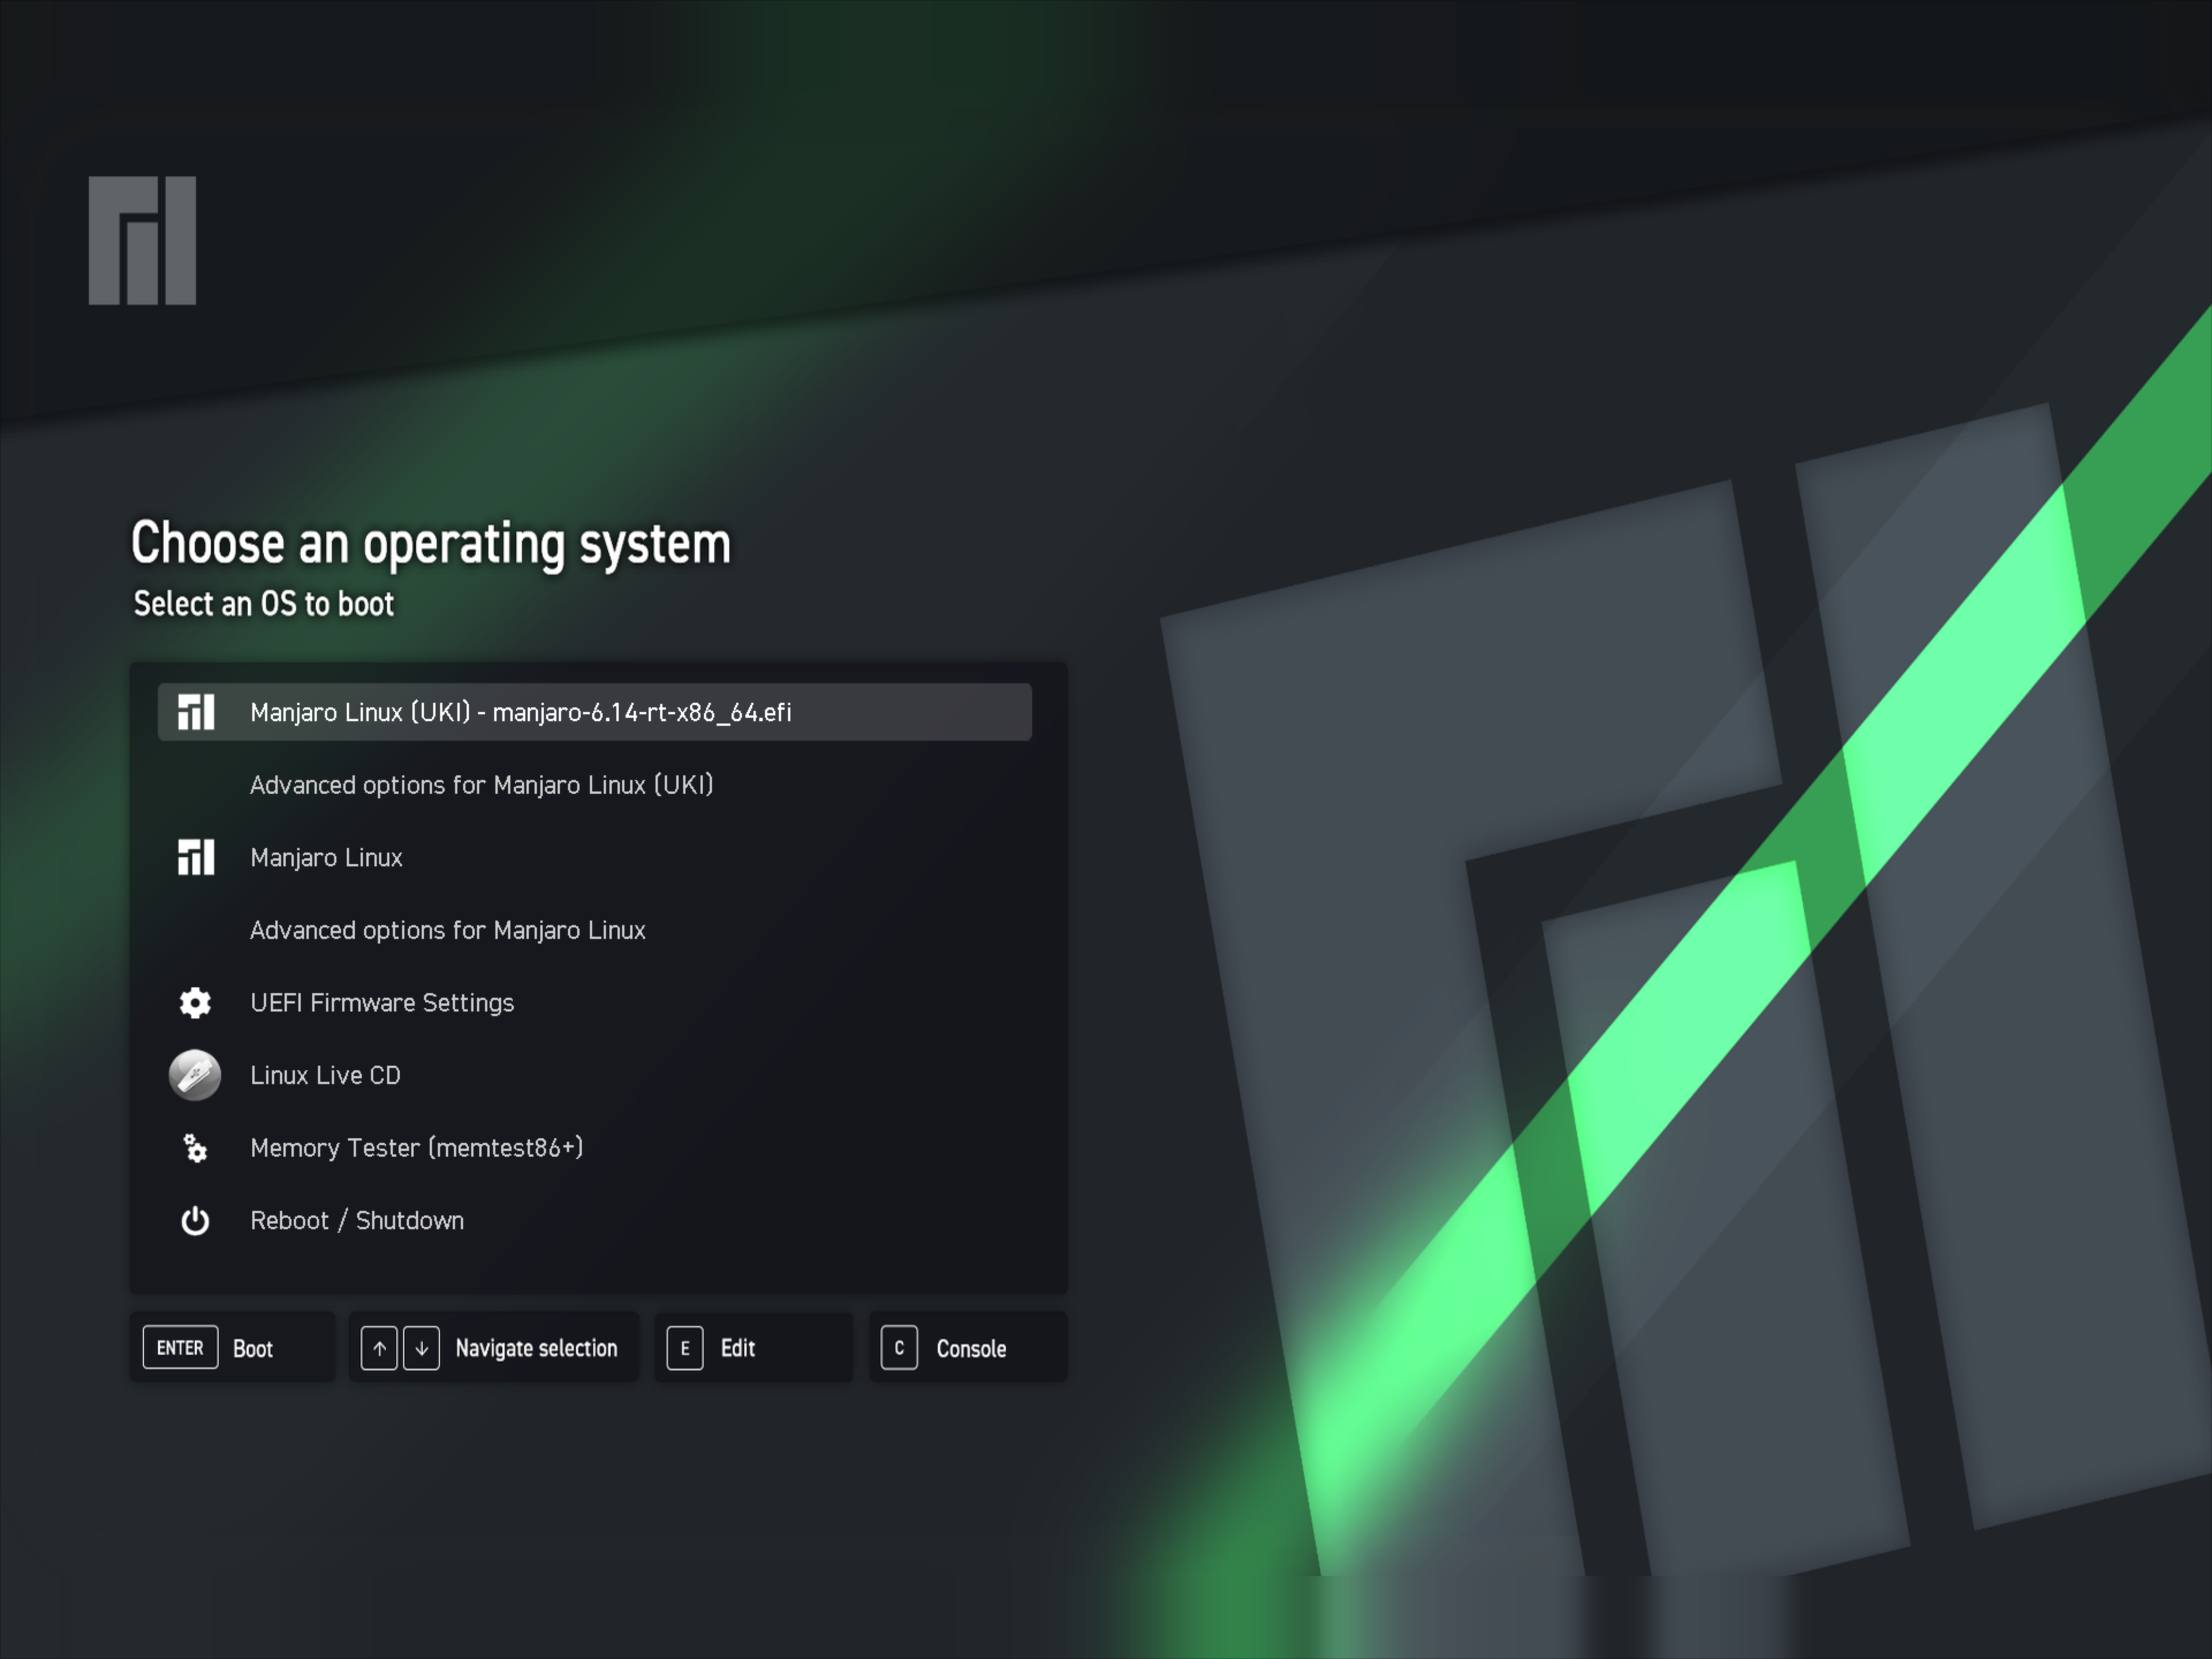 Choose an operating system
Select an OS to boot
Manjaro Linux (UKI) - manjaro-6.14-rt-x86_64.efi
Advanced options for Manjaro Linux (UKI)
Manjaro Linux
Advanced options for Manjaro Linux
UEFI Firmware Settings
Linux Live CD
Memory Tester (memtest86+)
Reboot / Shutdown
ENTER Boot ↑ ↓ Navigate selection E Edit C Console